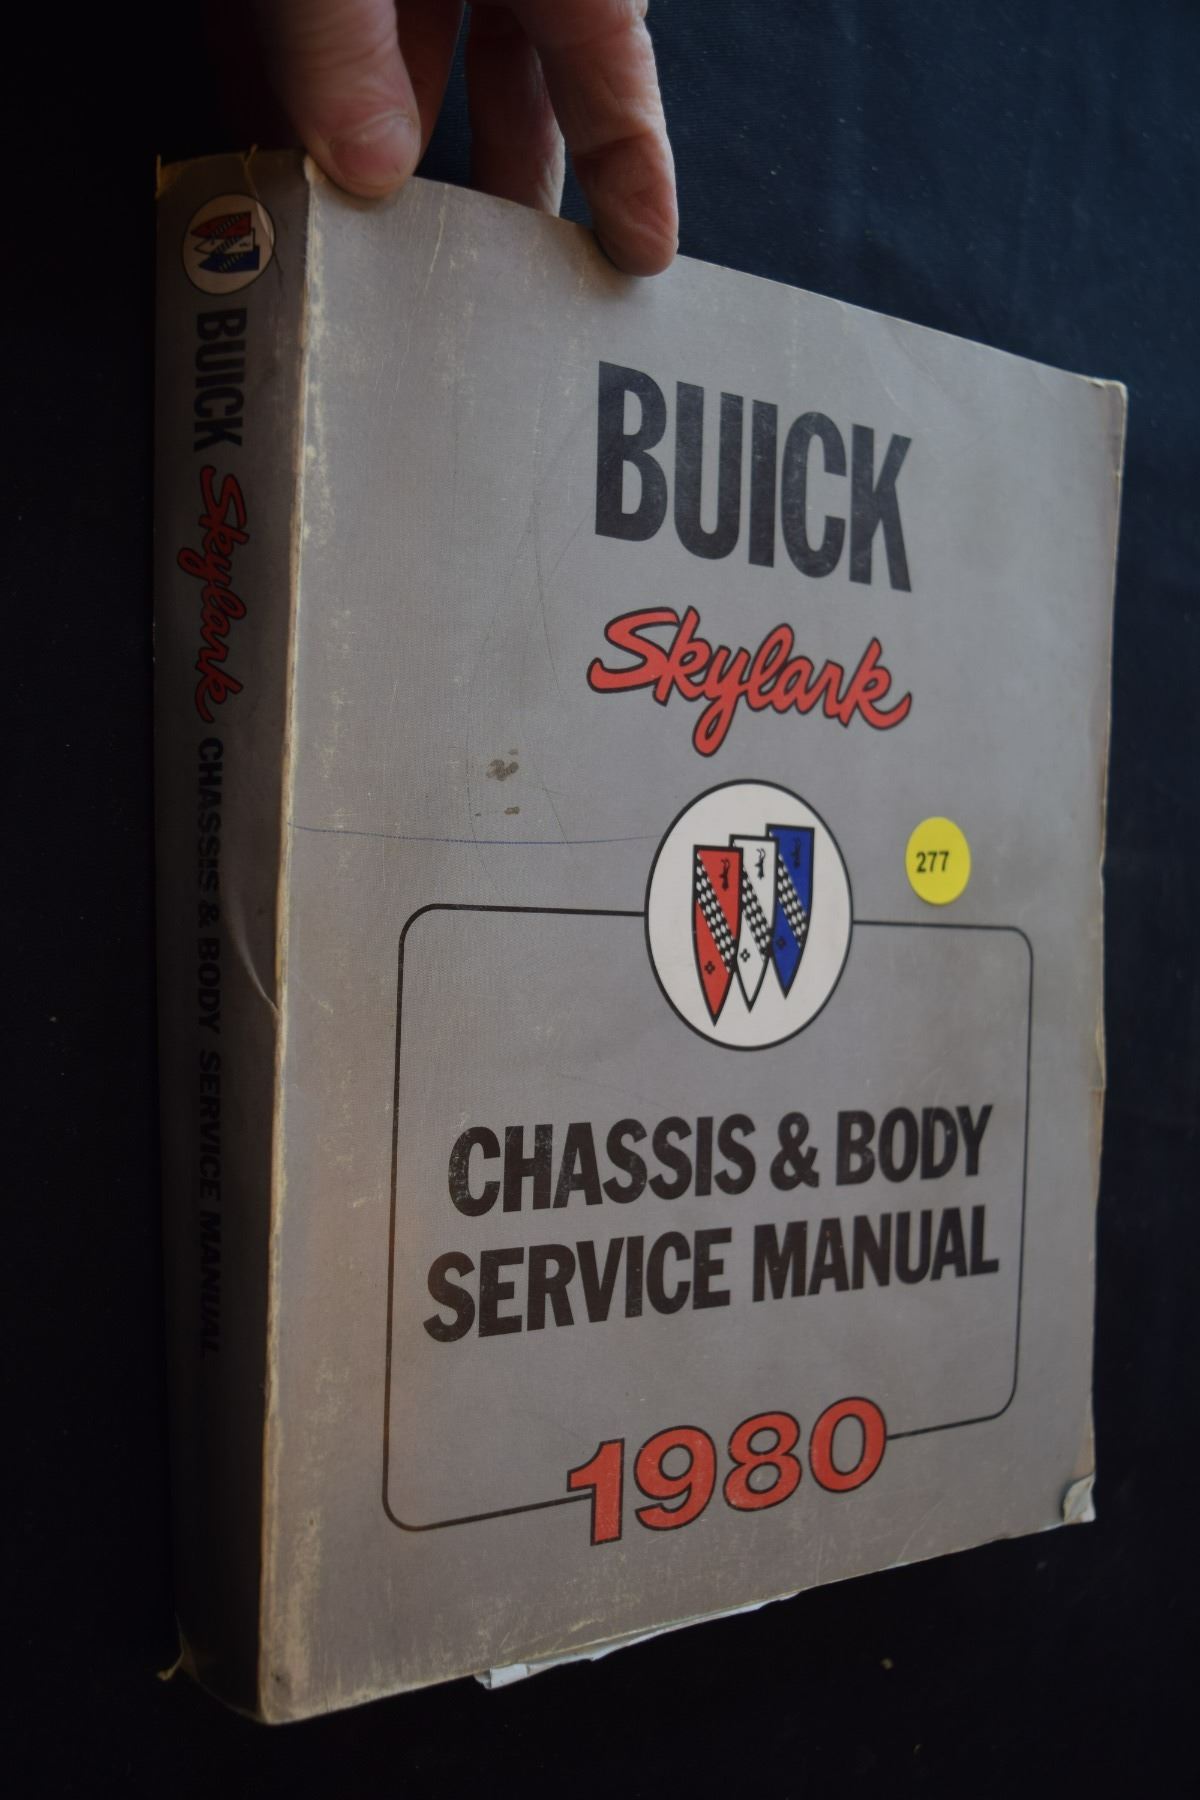 BUICK Skylark CHASSIS & BODY SERVICE MANUAL
BUICK
Skylark
277
CHASSIS & BODY
SERVICE MANUAL
1980